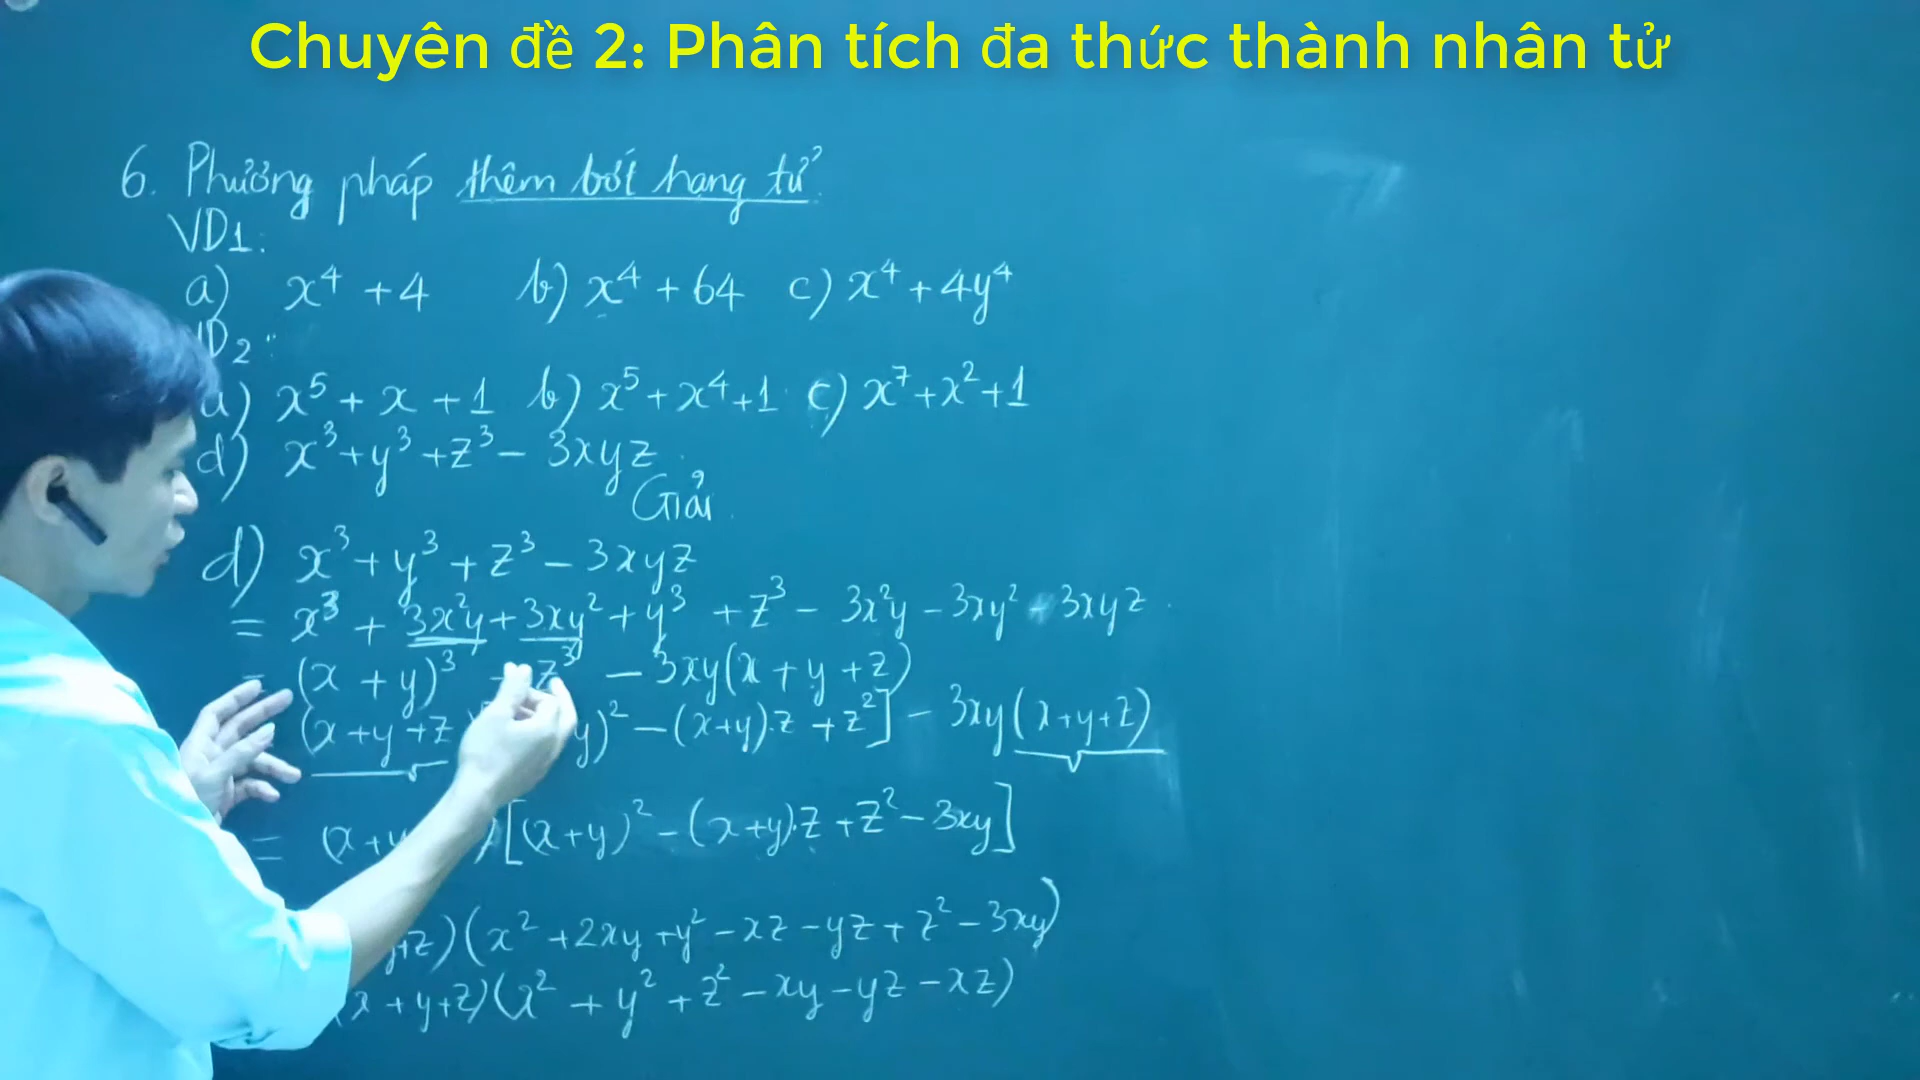 Chuyên đề 2: Phân tích đa thức thành nhân tử
6. Phương pháp thêm bớt hạng tử.
VD1:
a) x⁴ + 4 b) x⁴ + 64 c) x⁴ + 4y⁴
D2:
a) x⁵ + x + 1 b) x⁵ + x⁴ + 1 c) x⁷ + x² + 1
d) x³ + y³ + z³ - 3xyz.
Giải.
d) x³ + y³ + z³ - 3xyz
= x³ + 3x²y + 3xy² + y³ + z³ - 3x²y - 3xy² - 3xyz.
= (x + y)³ + z³ - 3xy(x + y + z)
(x+y+z y)² - (x+y).z + z²] - 3xy(x+y+z)
= (x+y )[(x+y)² - (x+y).z + z² - 3xy]
y+z)(x² + 2xy + y² - xz - yz + z² - 3xy)
(x + y+z)(x² + y² + z² - xy - yz - xz)